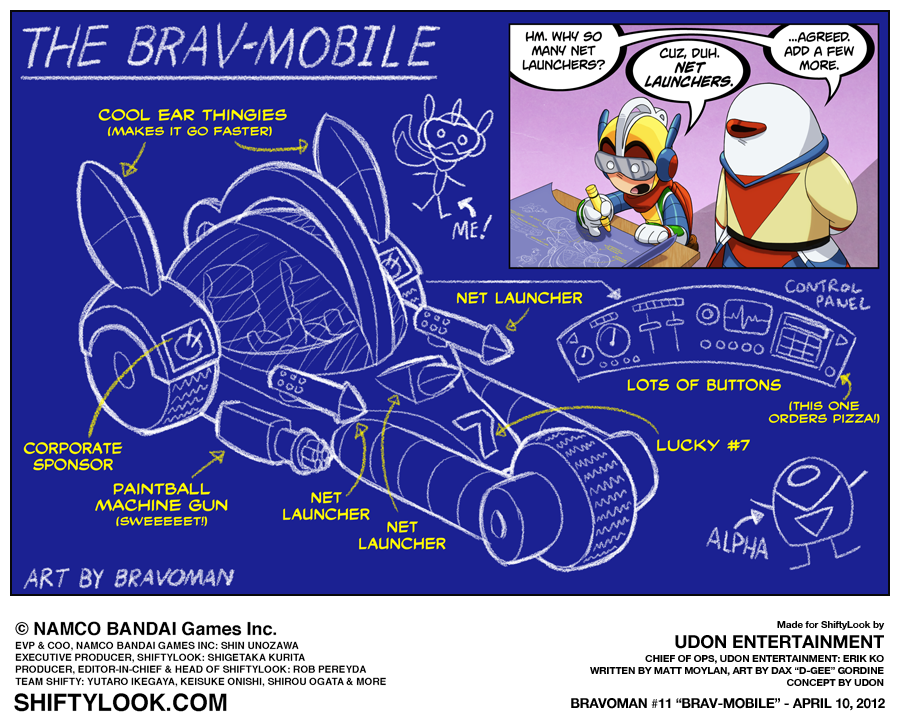 THE BRAV-MOBILE
HM. WHY SO
MANY NET
LAUNCHERS?
CUZ, DUH.
NET
LAUNCHERS.
...AGREED.
ADD A FEW
MORE.
COOL EAR THINGIES
(MAKES IT GO FASTER)
ME!
NET LAUNCHER
CONTROL
PANEL
LOTS OF BUTTONS
(THIS ONE
ORDERS PIZZA!)
7
LUCKY #7
CORPORATE
SPONSOR
PAINTBALL
MACHINE GUN
(SWEEEEET!)
NET
LAUNCHER
NET
LAUNCHER
ALPHA
ART BY BRAVOMAN
© NAMCO BANDAI Games Inc.
EVP & COO, NAMCO BANDAI GAMES INC: SHIN UNOZAWA
EXECUTIVE PRODUCER, SHIFTYLOOK: SHIGETAKA KURITA
PRODUCER, EDITOR-IN-CHIEF & HEAD OF SHIFTYLOOK: ROB PEREYDA
TEAM SHIFTY: YUTARO IKEGAYA, KEISUKE ONISHI, SHIROU OGATA & MORE
SHIFTYLOOK.COM
Made for ShiftyLook by
UDON ENTERTAINMENT
CHIEF OF OPS, UDON ENTERTAINMENT: ERIK KO
WRITTEN BY MATT MOYLAN, ART BY DAX "D-GEE" GORDINE
CONCEPT BY UDON
BRAVOMAN #11 "BRAV-MOBILE" - APRIL 10, 2012